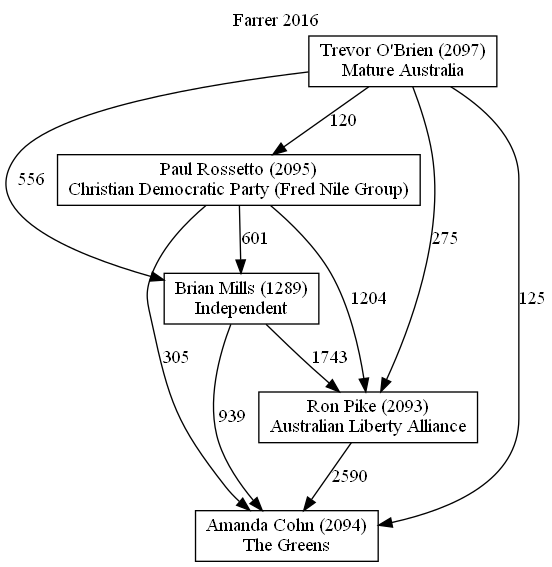 Farrer 2016
Trevor O'Brien (2097)
Mature Australia
120
Paul Rossetto (2095)
Christian Democratic Party (Fred Nile Group)
556
601
275
Brian Mills (1289)
Independent
1204
125
305
1743
939
Ron Pike (2093)
Australian Liberty Alliance
2590
Amanda Cohn (2094)
The Greens